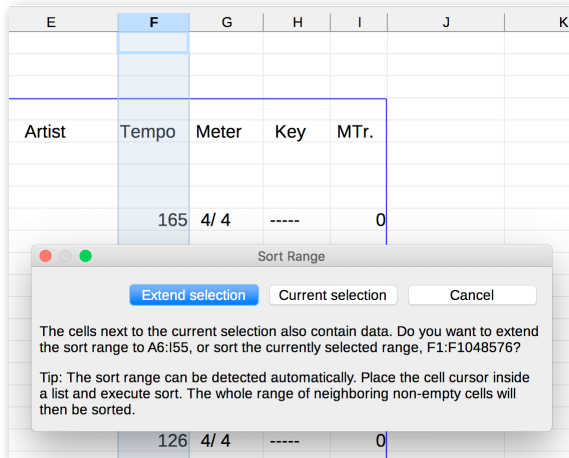 E F G H I J K
Artist Tempo Meter Key MTr.
165 4/ 4 ----- 0
Sort Range
Extend selection Current selection Cancel
The cells next to the current selection also contain data. Do you want to extend
the sort range to A6:I55, or sort the currently selected range, F1:F1048576?
Tip: The sort range can be detected automatically. Place the cell cursor inside
a list and execute sort. The whole range of neighboring non-empty cells will
then be sorted.
126 4/ 4 ----- 0